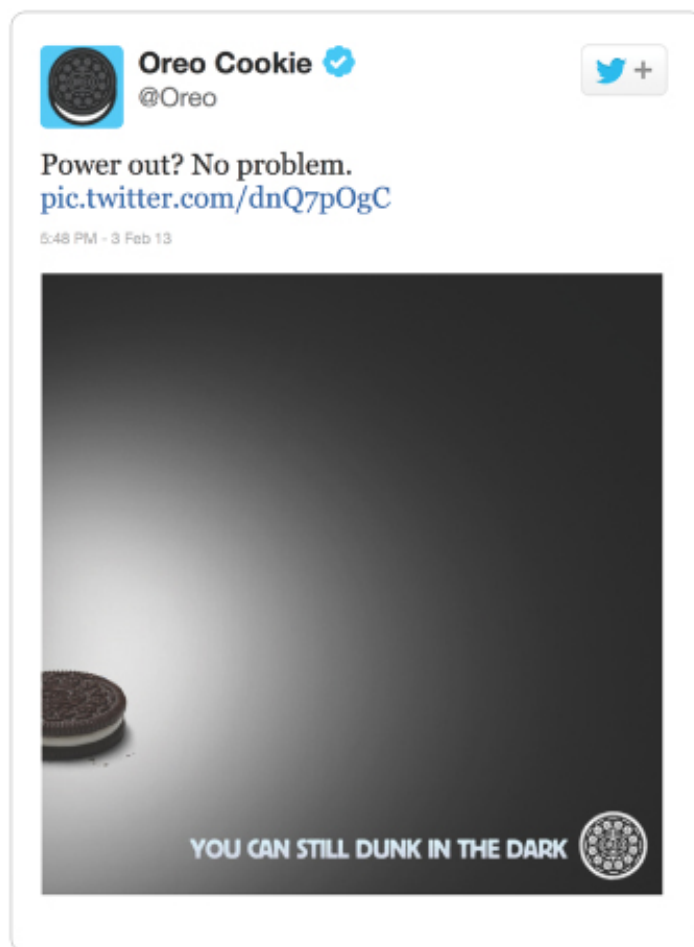 Oreo Cookie
@Oreo
+
Power out? No problem.
pic.twitter.com/dnQ7pOgC
5:48 PM - 3 Feb 13
YOU CAN STILL DUNK IN THE DARK